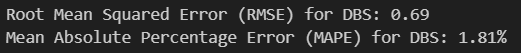 Root Mean Squared Error (RMSE) for DBS: 0.69
Mean Absolute Percentage Error (MAPE) for DBS: 1.81%